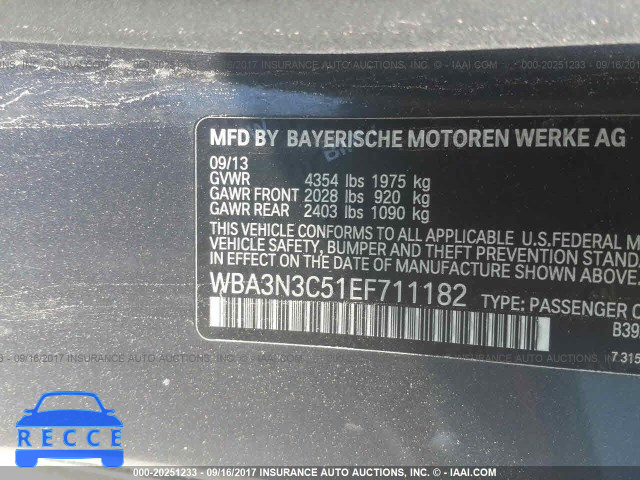 000-20251233 - 09/16/2017 INSURANCE AUTO AUCTIONS, INC. - © - IAAI.COM
MFD BY BAYERISCHE MOTOREN WERKE AG
09/13
GVWR 4354 lbs 1975 kg
GAWR FRONT 2028 lbs 920 kg
GAWR REAR 2403 lbs 1090 kg
THIS VEHICLE CONFORMS TO ALL APPLICABLE U.S.FEDERAL M
VEHICLE SAFETY, BUMPER AND THEFT PREVENTION STAND
IN EFFECT ON THE DATE OF MANUFACTURE SHOWN ABOVE.
WBA3N3C51EF711182 TYPE: PASSENGER C
B39
7 315
RECCE
000-20251233 - 09/16/2017 INSURANCE AUTO AUCTIONS, INC. - © - IAAI.COM